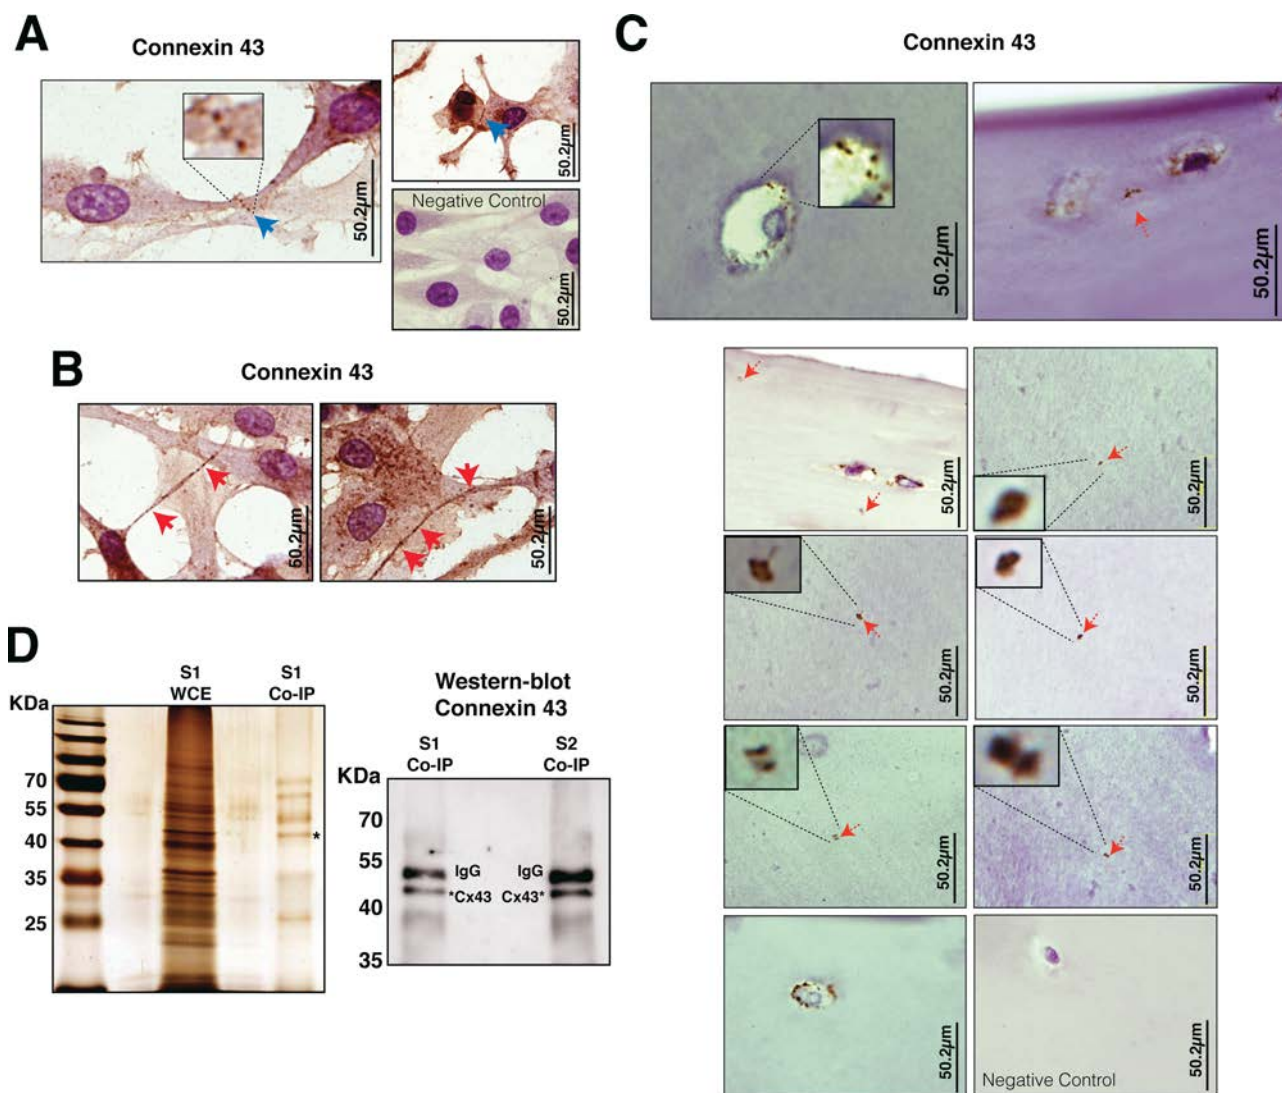 A
Connexin 43
50.2µm
50.2µm
Negative Control
50.2µm
B
Connexin 43
50.2µm
50.2µm
C
Connexin 43
50.2µm
50.2µm
50.2µm
50.2µm
50.2µm
50.2µm
50.2µm
50.2µm
50.2µm
Negative Control
50.2µm
D
KDa
S1
WCE
S1
Co-IP
70
55
40
35
25
*
Western-blot
Connexin 43
KDa
S1
Co-IP
S2
Co-IP
70
55
40
35
IgG
IgG
*Cx43
Cx43*